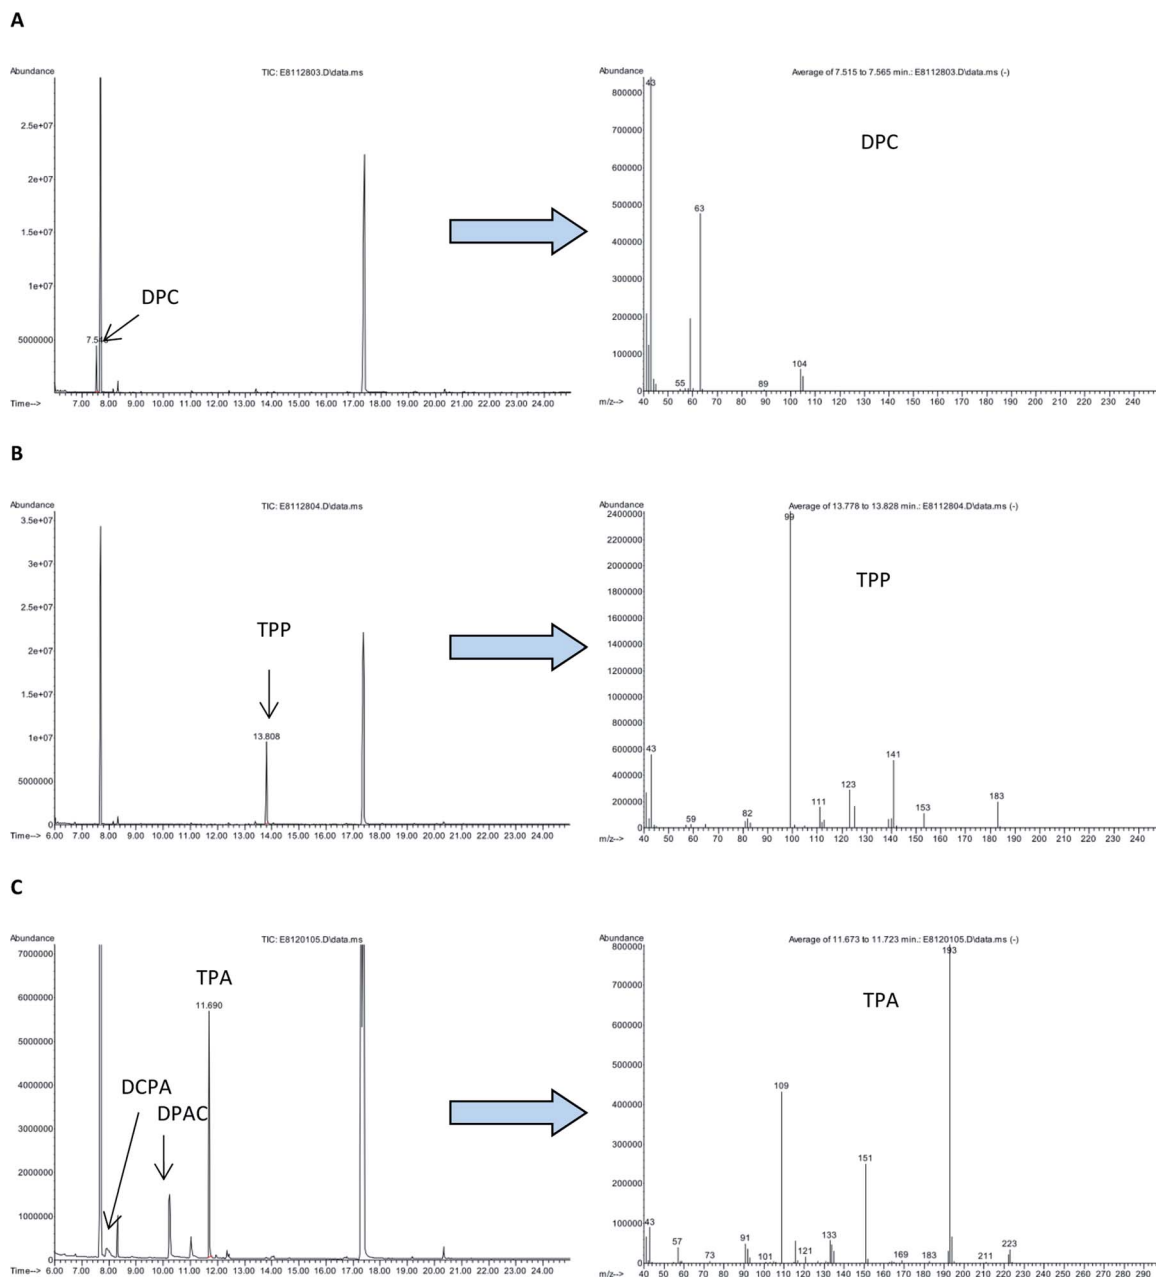 A
Abundance
TIC: E8112803.D\data.ms
2.5e+07
2e+07
1.5e+07
1e+07
5000000
DPC
Time-->
7.00 8.00 9.00 10.00 11.00 12.00 13.00 14.00 15.00 16.00 17.00 18.00 19.00 20.00 21.00 22.00 23.00 24.00
Abundance
Average of 7.515 to 7.565 min.: E8112803.D\data.ms (-)
800000
700000
600000
500000
400000
300000
200000
100000
0
DPC
43
63
55
89
104
m/z-->
40 50 60 70 80 90 100 110 120 130 140 150 160 170 180 190 200 210 220 230 240
B
Abundance
TIC: E8112804.D\data.ms
3.5e+07
3e+07
2.5e+07
2e+07
1.5e+07
1e+07
5000000
0
TPP
13.808
Time-->
6.00 7.00 8.00 9.00 10.00 11.00 12.00 13.00 14.00 15.00 16.00 17.00 18.00 19.00 20.00 21.00 22.00 23.00 24.00
Abundance
Average of 13.778 to 13.828 min.: E8112804.D\data.ms (-)
2400000
2200000
2000000
1800000
1600000
1400000
1200000
1000000
800000
600000
400000
200000
0
TPP
99
43
59
82
111
123
141
153
183
m/z-->
40 50 60 70 80 90 100 110 120 130 140 150 160 170 180 190 200 210 220 230 240
C
Abundance
TIC: E8120105.D\data.ms
7000000
6000000
5000000
4000000
3000000
2000000
1000000
0
TPA
11.690
DCPA
DPAC
Time-->
6.00 7.00 8.00 9.00 10.00 11.00 12.00 13.00 14.00 15.00 16.00 17.00 18.00 19.00 20.00 21.00 22.00 23.00 24.00
Abundance
Average of 11.673 to 11.723 min.: E8120105.D\data.ms (-)
800000
700000
600000
500000
400000
300000
200000
100000
0
TPA
193
109
151
43
57
73
91
101
121
133
169
183
211
223
m/z-->
40 50 60 70 80 90 100 110 120 130 140 150 160 170 180 190 200 210 220 230 260 270 280 290